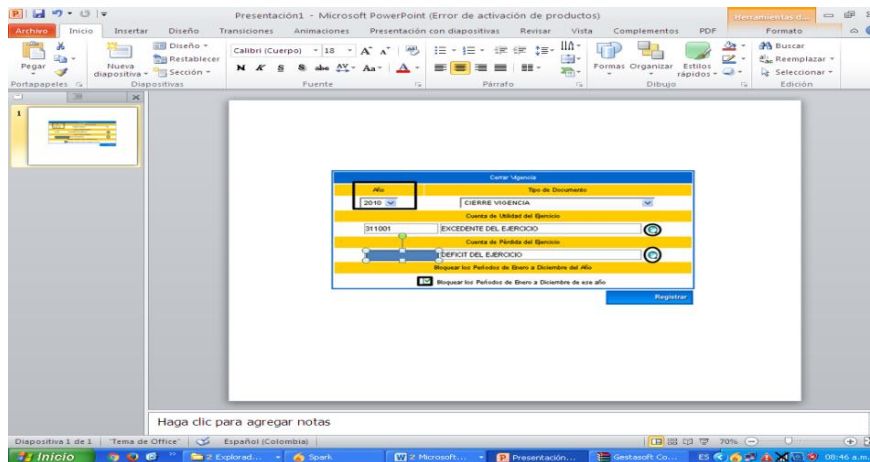 Presentación1 - Microsoft PowerPoint (Error de activación de productos)
Herramientas d...
Archivo Inicio Insertar Diseño Transiciones Animaciones Presentación con diapositivas Revisar Vista Complementos PDF Formato
Pegar
Nueva diapositiva
Diseño
Restablecer
Sección
Calibri (Cuerpo) 18
N K S S abc AV Aa A
Formas Organizar Estilos rápidos
Buscar
Reemplazar
Seleccionar
Portapapeles Diapositivas Fuente Párrafo Dibujo Edición
1
Cerrar Vigencia
Año Tipo de Documento
2010 CIERRE VIGENCIA
Cuenta de Utilidad del Ejercicio
311001 EXCEDENTE DEL EJERCICIO
Cuenta de Pérdida del Ejercicio
DEFICIT DEL EJERCICIO
Bloquear los Periodos de Enero a Diciembre del Año
Bloquear los Periodos de Enero a Diciembre de ese año
Registrar
Haga clic para agregar notas
Diapositiva 1 de 1 "Tema de Office" Español (Colombia) 70%
Inicio 2 Explorad... Spark 2 Microsoft... Presentación... Gestasoft Co... ES 08:46 a.m.